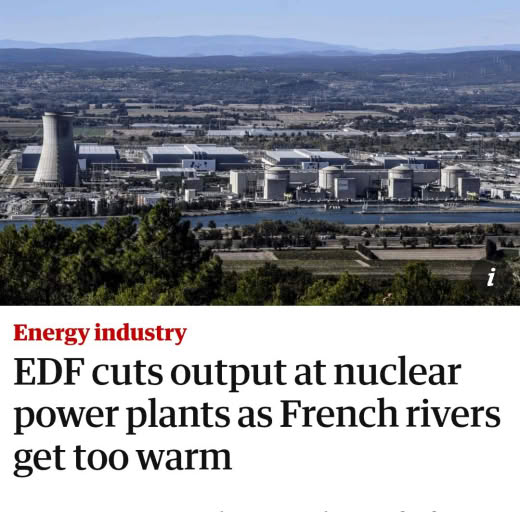 i
Energy industry
EDF cuts output at nuclear
power plants as French rivers
get too warm